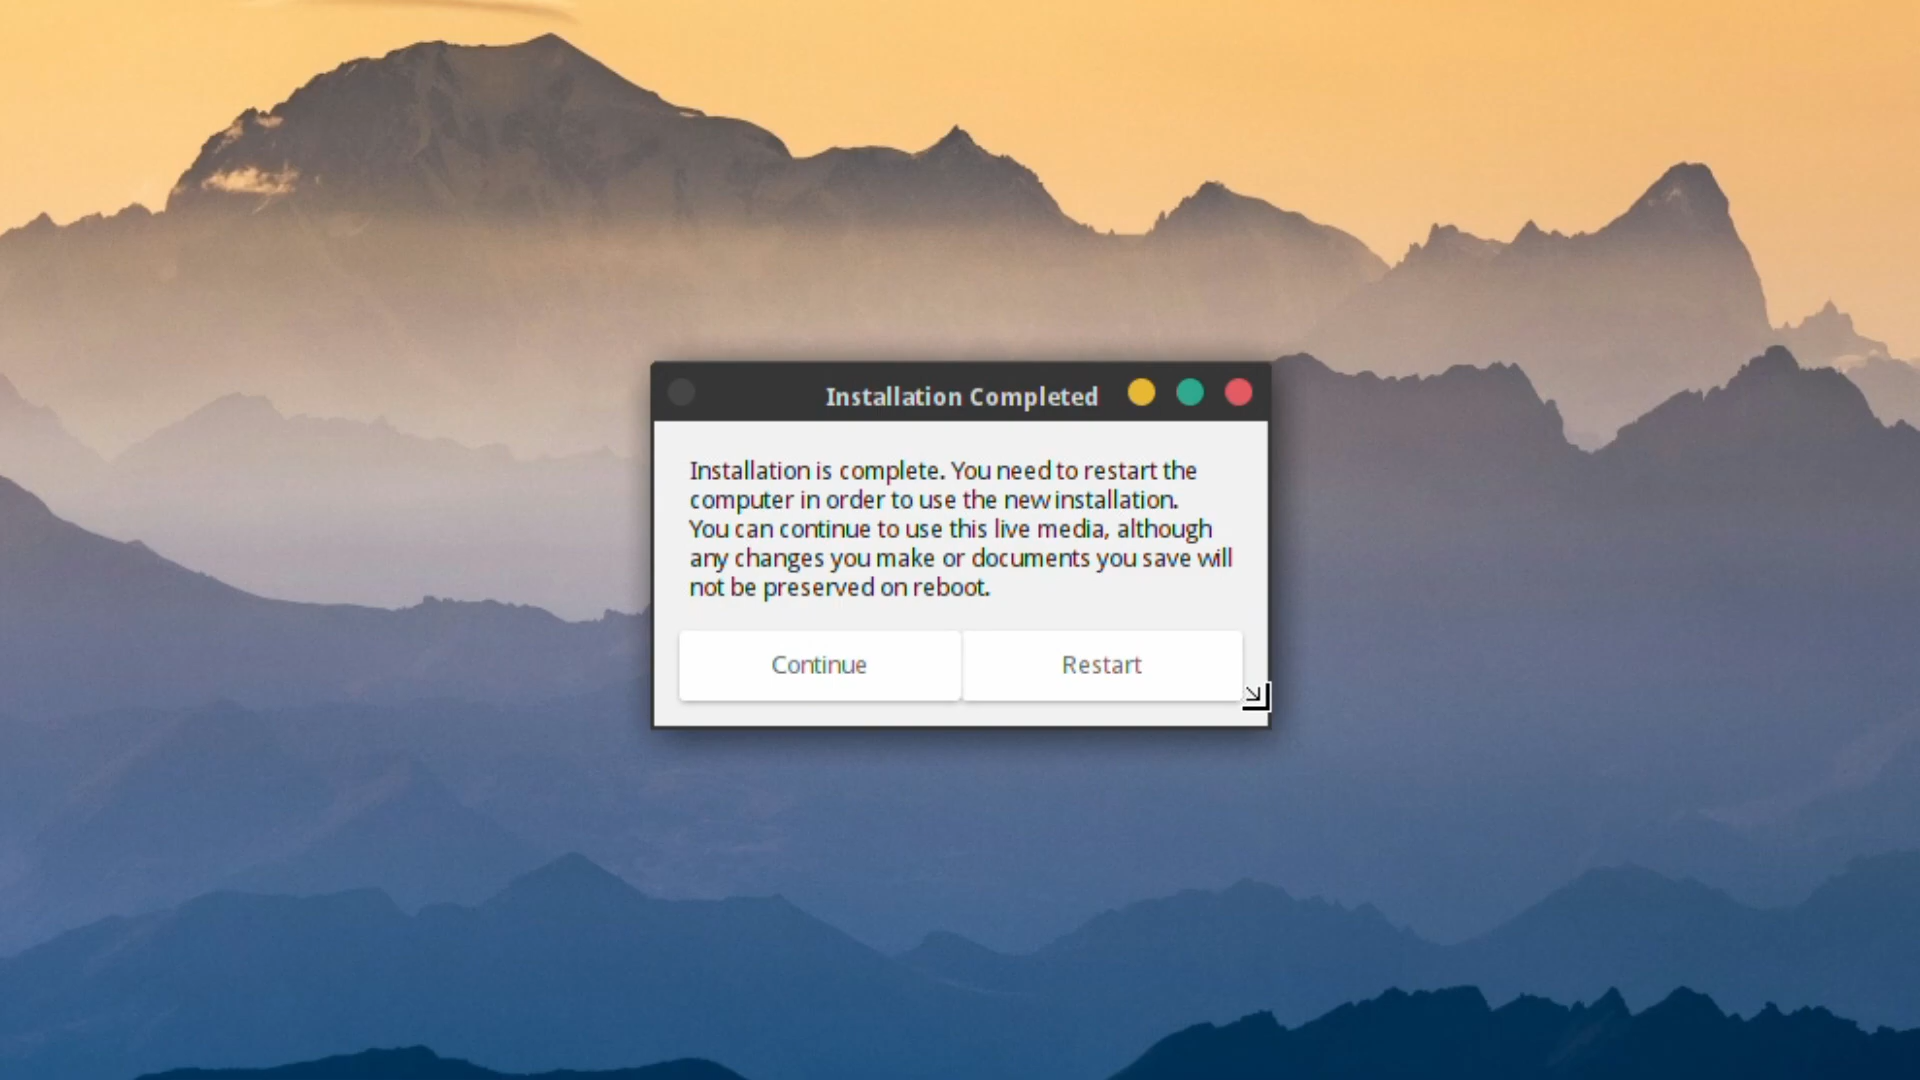 Installation Completed
Installation is complete. You need to restart the
computer in order to use the new installation.
You can continue to use this live media, although
any changes you make or documents you save will
not be preserved on reboot.
Continue
Restart